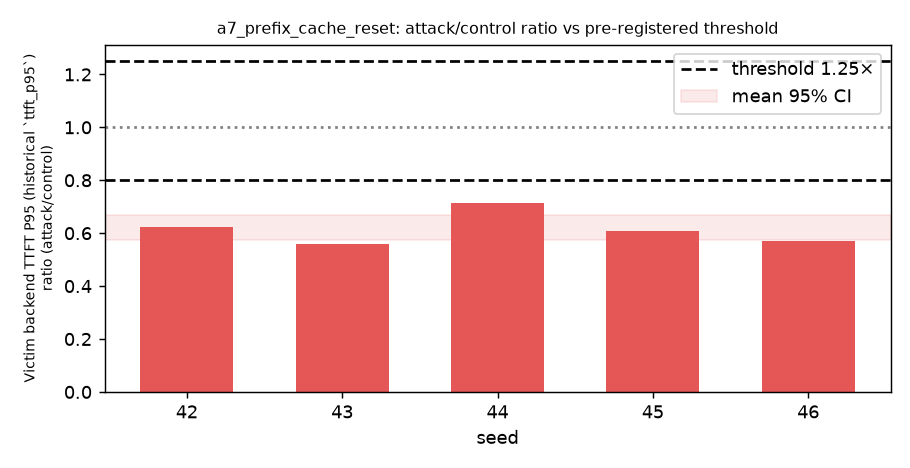 a7_prefix_cache_reset: attack/control ratio vs pre-registered threshold
Victim backend TTFT P95 (historical `ttft_p95`)
ratio (attack/control)
1.2
1.0
0.8
0.6
0.4
0.2
0.0
threshold 1.25×
mean 95% CI
42 43 44 45 46
seed